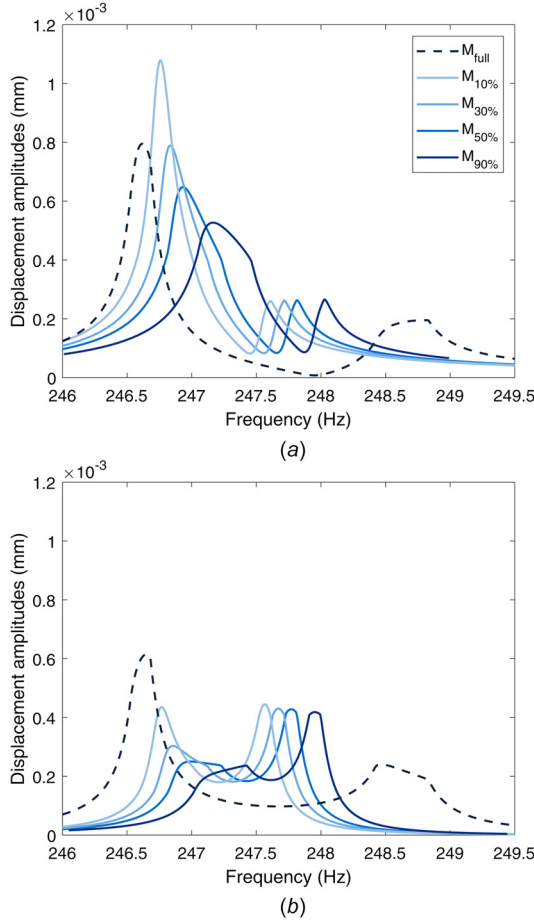 ×10⁻³
1.2
1
0.8
0.6
0.4
0.2
0
Displacement amplitudes (mm)
M_full
M_10%
M_30%
M_50%
M_90%
246 246.5 247 247.5 248 248.5 249 249.5
Frequency (Hz)
(a)
×10⁻³
1.2
1
0.8
0.6
0.4
0.2
0
Displacement amplitudes (mm)
246 246.5 247 247.5 248 248.5 249 249.5
Frequency (Hz)
(b)